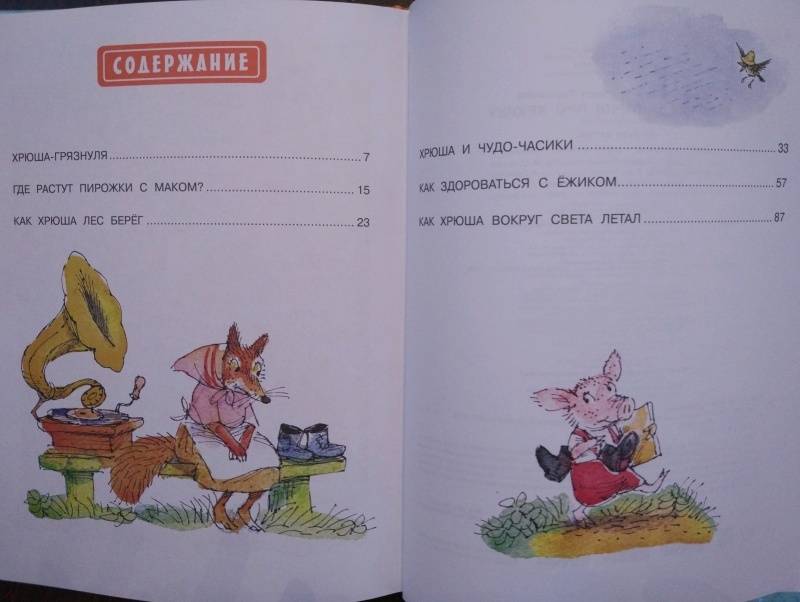 СОДЕРЖАНИЕ
ХРЮША-ГРЯЗНУЛЯ 7
ГДЕ РАСТУТ ПИРОЖКИ С МАКОМ? 15
КАК ХРЮША ЛЕС БЕРЁГ 23
ХРЮША И ЧУДО-ЧАСИКИ 33
КАК ЗДОРОВАТЬСЯ С ЁЖИКОМ 57
КАК ХРЮША ВОКРУГ СВЕТА ЛЕТАЛ 87